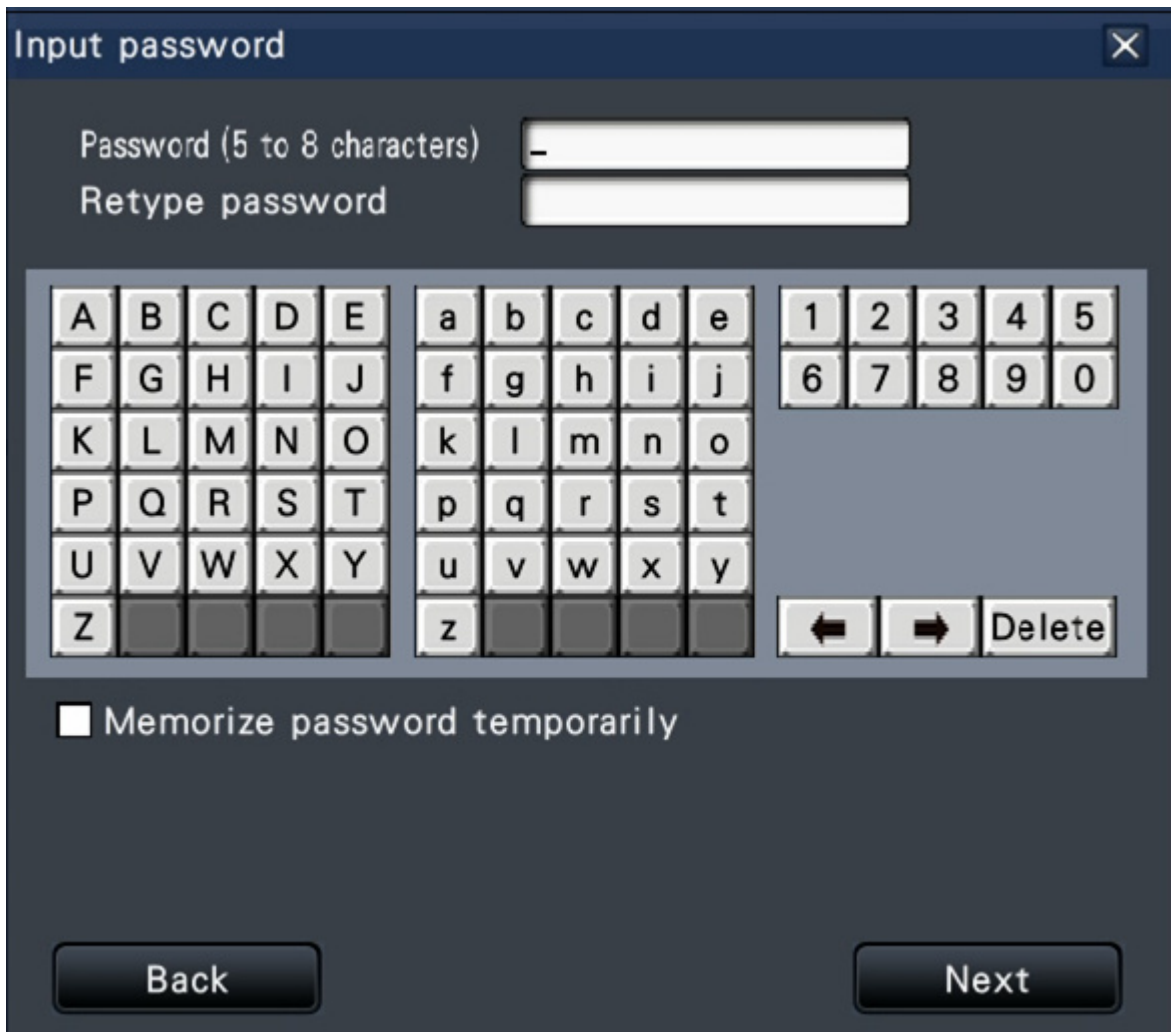 Input password
Password (5 to 8 characters)
Retype password
A B C D E a b c d e 1 2 3 4 5
F G H I J f g h i j 6 7 8 9 0
K L M N O k l m n o
P Q R S T p q r s t
U V W X Y u v w x y
Z z Delete
Memorize password temporarily
Back Next